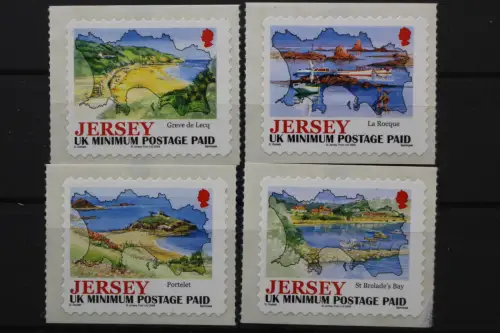 Greve de Lecq
JERSEY
UK MINIMUM POSTAGE PAID
La Rocque
JERSEY
UK MINIMUM POSTAGE PAID
Portelet
JERSEY
UK MINIMUM POSTAGE PAID
St Brelade's Bay
JERSEY
UK MINIMUM POSTAGE PAID